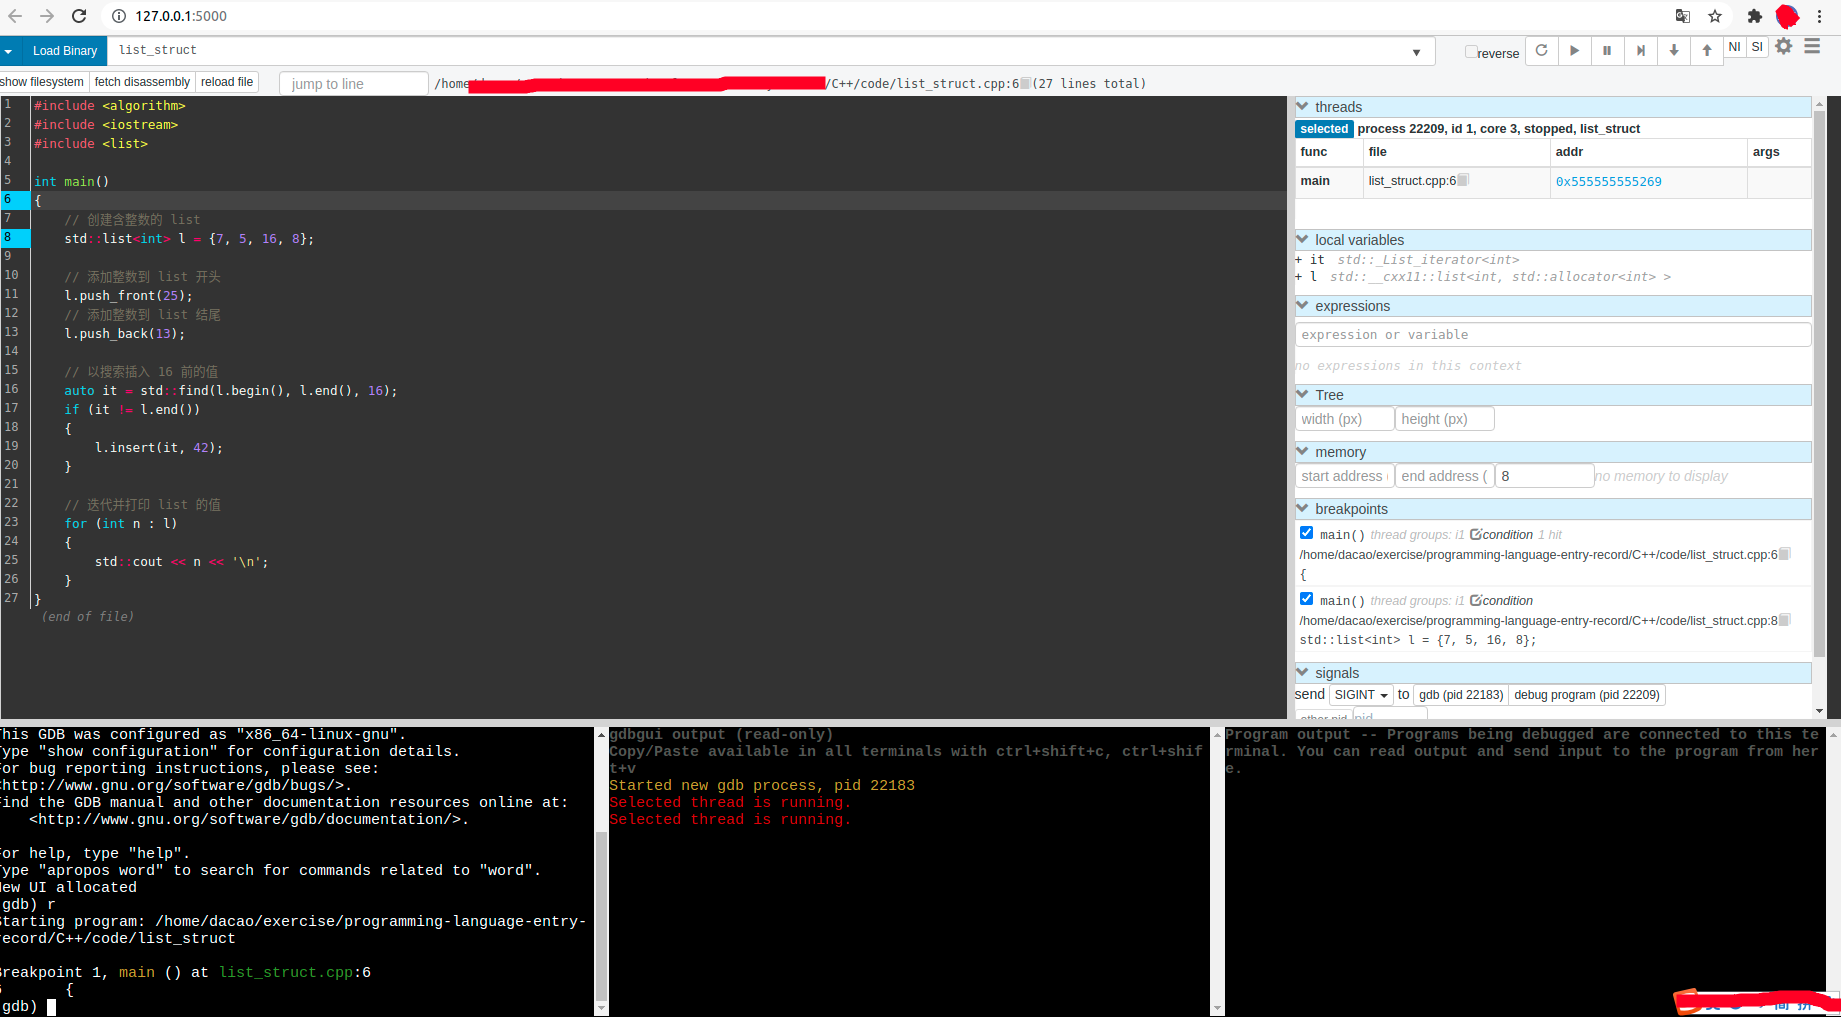 127.0.0.1:5000
Load Binary list_struct reverse NI SI
show filesystem fetch disassembly reload file jump to line /home /C++/code/list_struct.cpp:6 (27 lines total)
1 #include <algorithm>
2 #include <iostream>
3 #include <list>
4
5 int main()
6 {
7 // 创建含整数的 list
8 std::list<int> l = {7, 5, 16, 8};
9
10 // 添加整数到 list 开头
11 l.push_front(25);
12 // 添加整数到 list 结尾
13 l.push_back(13);
14
15 // 以搜索插入 16 前的值
16 auto it = std::find(l.begin(), l.end(), 16);
17 if (it != l.end())
18 {
19 l.insert(it, 42);
20 }
21
22 // 迭代并打印 list 的值
23 for (int n : l)
24 {
25 std::cout << n << '\n';
26 }
27 }
(end of file)
threads
selected process 22209, id 1, core 3, stopped, list_struct
func file addr args
main list_struct.cpp:6 0x555555555269
local variables
+ it std::_List_iterator<int>
+ l std::__cxx11::list<int, std::allocator<int> >
expressions
expression or variable
no expressions in this context
Tree
width (px) height (px)
memory
start address end address ( 8 no memory to display
breakpoints
main() thread groups: i1 condition 1 hit
/home/dacao/exercise/programming-language-entry-record/C++/code/list_struct.cpp:6
{
main() thread groups: i1 condition
/home/dacao/exercise/programming-language-entry-record/C++/code/list_struct.cpp:8
std::list<int> l = {7, 5, 16, 8};
signals
send SIGINT to gdb (pid 22183) debug program (pid 22209)
other pid pid
This GDB was configured as "x86_64-linux-gnu".
Type "show configuration" for configuration details.
For bug reporting instructions, please see:
<http://www.gnu.org/software/gdb/bugs/>.
Find the GDB manual and other documentation resources online at:
<http://www.gnu.org/software/gdb/documentation/>.
For help, type "help".
Type "apropos word" to search for commands related to "word".
New UI allocated
(gdb) r
Starting program: /home/dacao/exercise/programming-language-entry-
record/C++/code/list_struct
Breakpoint 1, main () at list_struct.cpp:6
6 {
(gdb)
gdbgui output (read-only)
Copy/Paste available in all terminals with ctrl+shift+c, ctrl+shif
t+v
Started new gdb process, pid 22183
Selected thread is running.
Selected thread is running.
Program output -- Programs being debugged are connected to this te
rminal. You can read output and send input to the program from her
e.